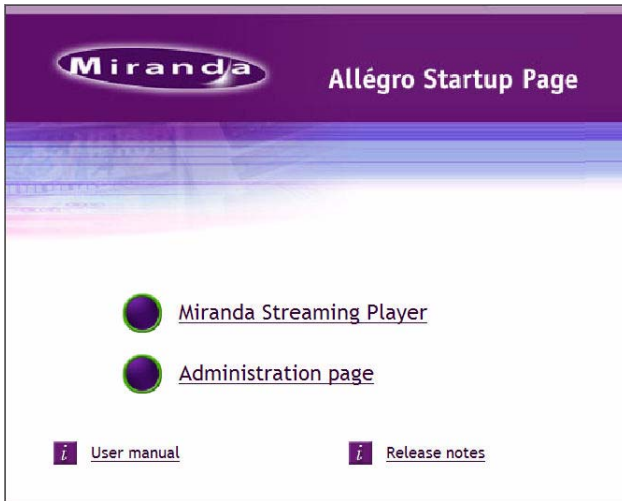 Miranda
Allégro Startup Page
Miranda Streaming Player
Administration page
i User manual
i Release notes